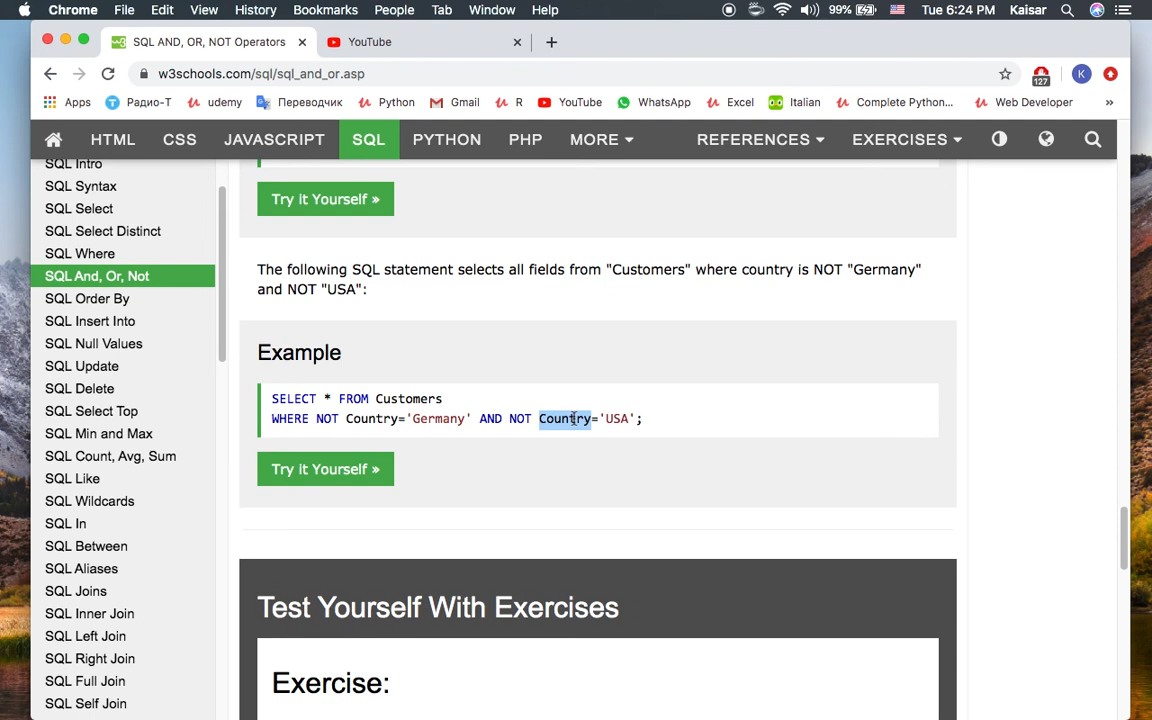 Chrome File Edit View History Bookmarks People Tab Window Help 99% Tue 6:24 PM Kaisar
SQL AND, OR, NOT Operators YouTube
w3schools.com/sql/sql_and_or.asp 127 K
Apps Радио-Т udemy Переводчик Python Gmail R YouTube WhatsApp Excel Italian Complete Python... Web Developer »
HTML CSS JAVASCRIPT SQL PYTHON PHP MORE REFERENCES EXERCISES
SQL Intro
SQL Syntax
SQL Select
SQL Select Distinct
SQL Where
SQL And, Or, Not
SQL Order By
SQL Insert Into
SQL Null Values
SQL Update
SQL Delete
SQL Select Top
SQL Min and Max
SQL Count, Avg, Sum
SQL Like
SQL Wildcards
SQL In
SQL Between
SQL Aliases
SQL Joins
SQL Inner Join
SQL Left Join
SQL Right Join
SQL Full Join
SQL Self Join
Try it Yourself »
The following SQL statement selects all fields from "Customers" where country is NOT "Germany"
and NOT "USA":
Example
SELECT * FROM Customers
WHERE NOT Country='Germany' AND NOT Country='USA';
Try it Yourself »
Test Yourself With Exercises
Exercise: